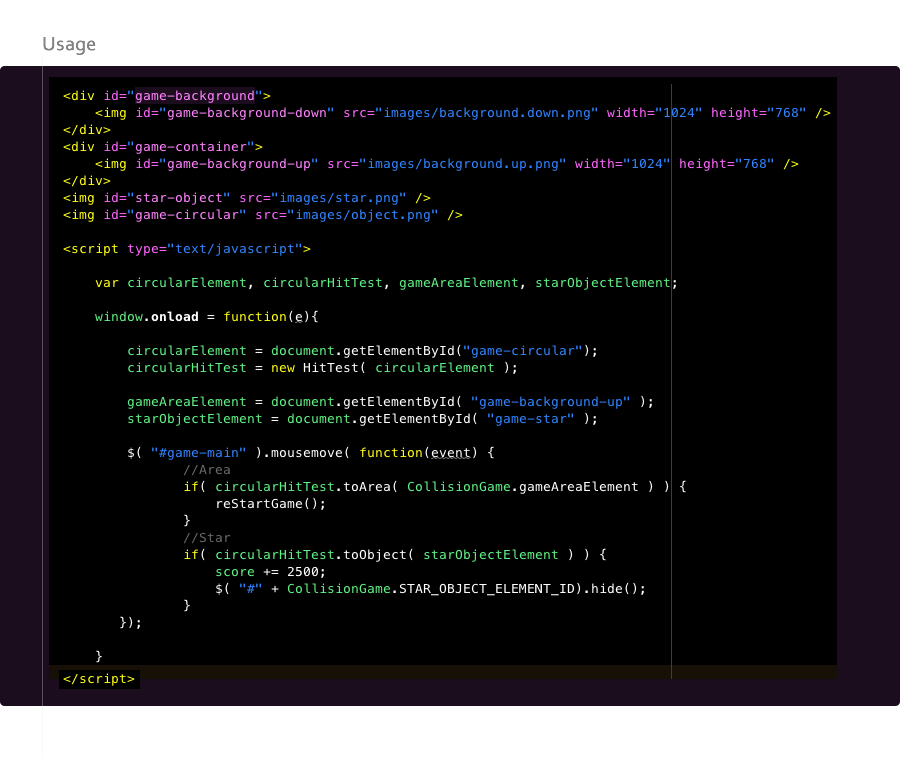 Usage
<div id="game-background">
    <img id="game-background-down" src="images/background.down.png" width="1024" height="768" />
</div>
<div id="game-container">
    <img id="game-background-up" src="images/background.up.png" width="1024" height="768" />
</div>
<img id="star-object" src="images/star.png" />
<img id="game-circular" src="images/object.png" />
<script type="text/javascript">
    var circularElement, circularHitTest, gameAreaElement, starObjectElement;
    window.onload = function(e){
        circularElement = document.getElementById("game-circular");
        circularHitTest = new HitTest( circularElement );
        gameAreaElement = document.getElementById( "game-background-up" );
        starObjectElement = document.getElementById( "game-star" );
        $( "#game-main" ).mousemove( function(event) {
               //Area
               if( circularHitTest.toArea( CollisionGame.gameAreaElement ) ) {
                   reStartGame();
               }
               //Star
               if( circularHitTest.toObject( starObjectElement ) ) {
                   score += 2500;
                   $( "#" + CollisionGame.STAR_OBJECT_ELEMENT_ID).hide();
               }
       });
    }
</script>